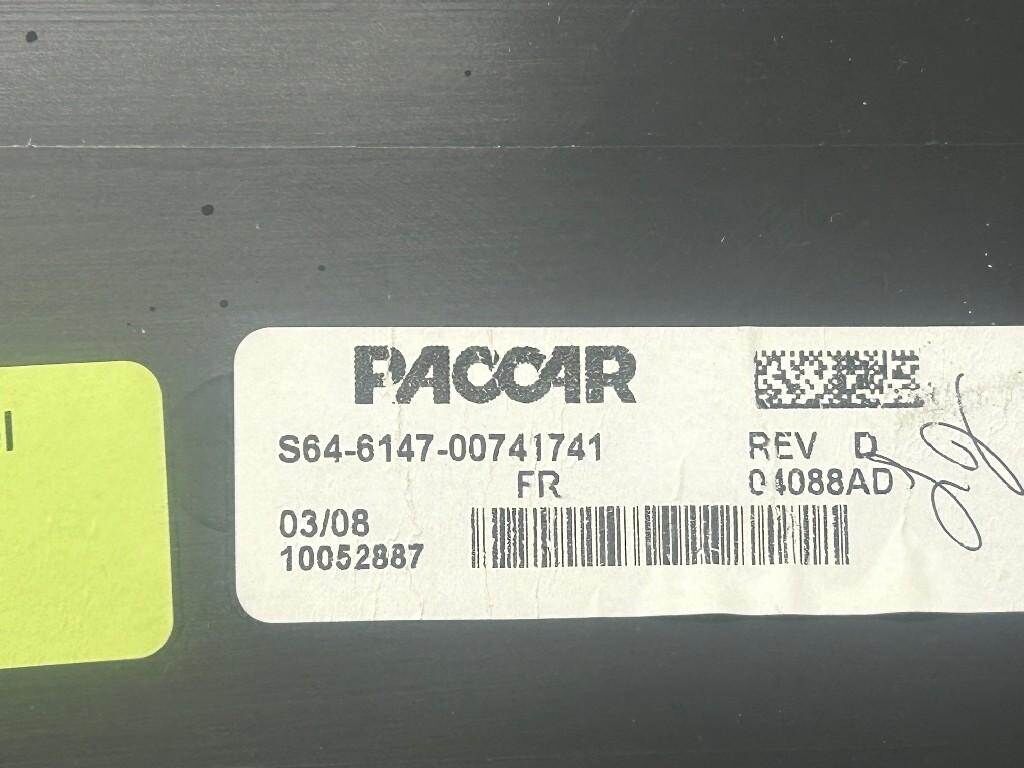 PACCAR
S64-6147-00741741
REV D
FR
04088AD
03/08
10052887